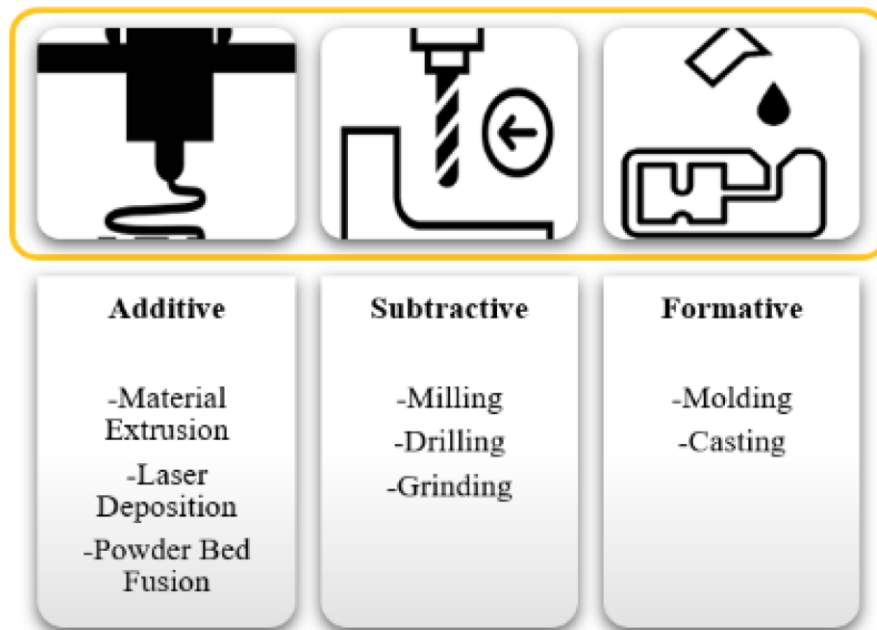 Additive
-Material
Extrusion
-Laser
Deposition
-Powder Bed
Fusion
Subtractive
-Milling
-Drilling
-Grinding
Formative
-Molding
-Casting